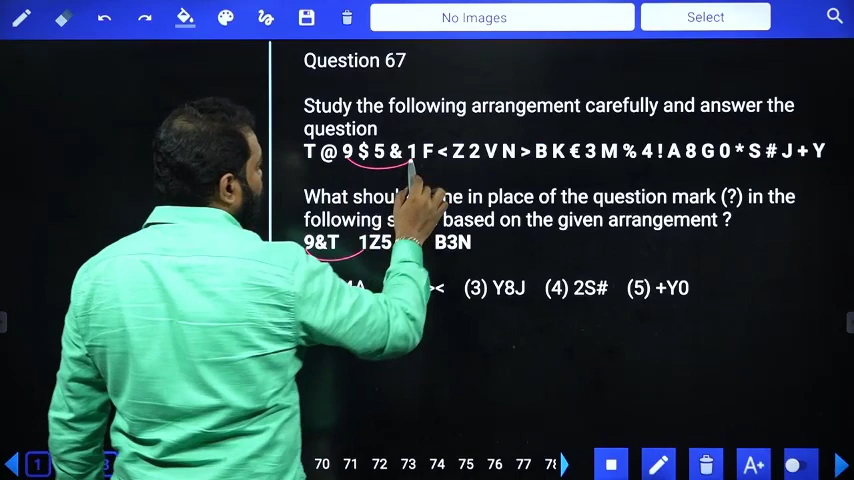 No Images
Select
Question 67
Study the following arrangement carefully and answer the
question
T @ 9 $ 5 & 1 F < Z 2 V N > B K € 3 M % 4 ! A 8 G 0 * S # J + Y
What in place of the question mark (?) in the
following based on the given arrangement ?
9&T 1Z5 B3N
< (3) Y8J (4) 2S# (5) +Y0
1 70 71 72 73 74 75 76 77
A+